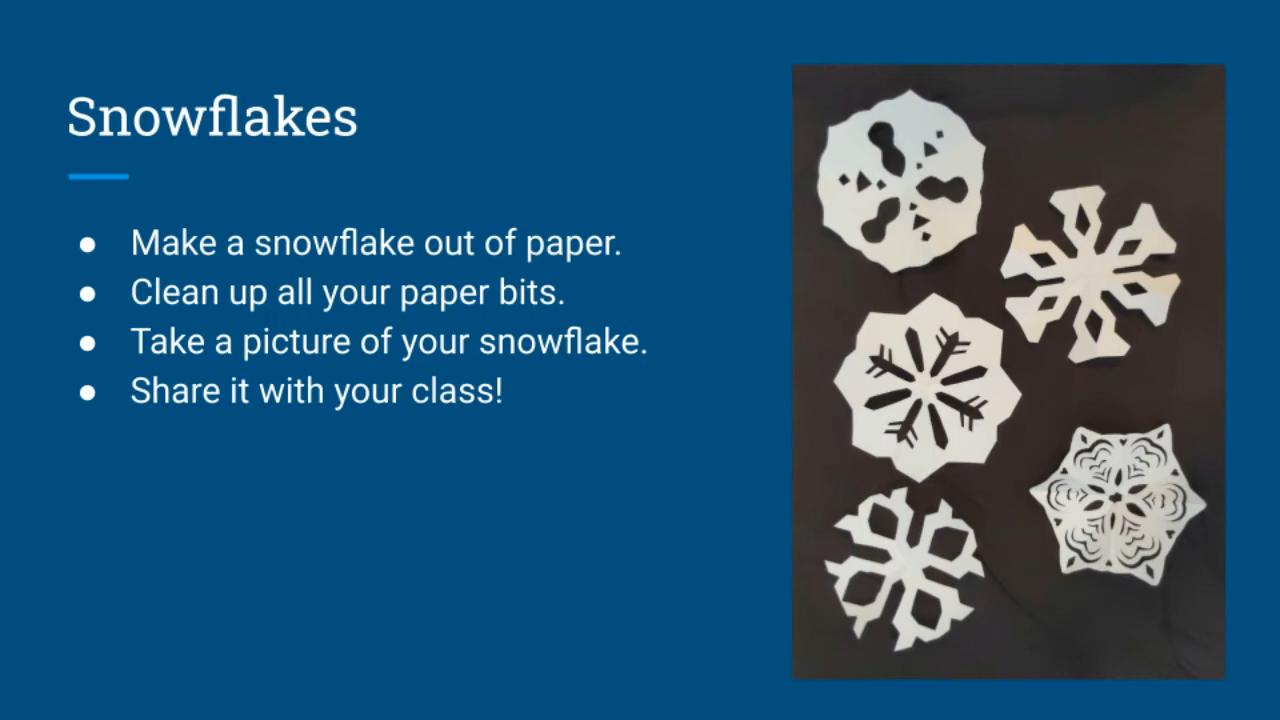 Snowflakes
● Make a snowflake out of paper.
● Clean up all your paper bits.
● Take a picture of your snowflake.
● Share it with your class!